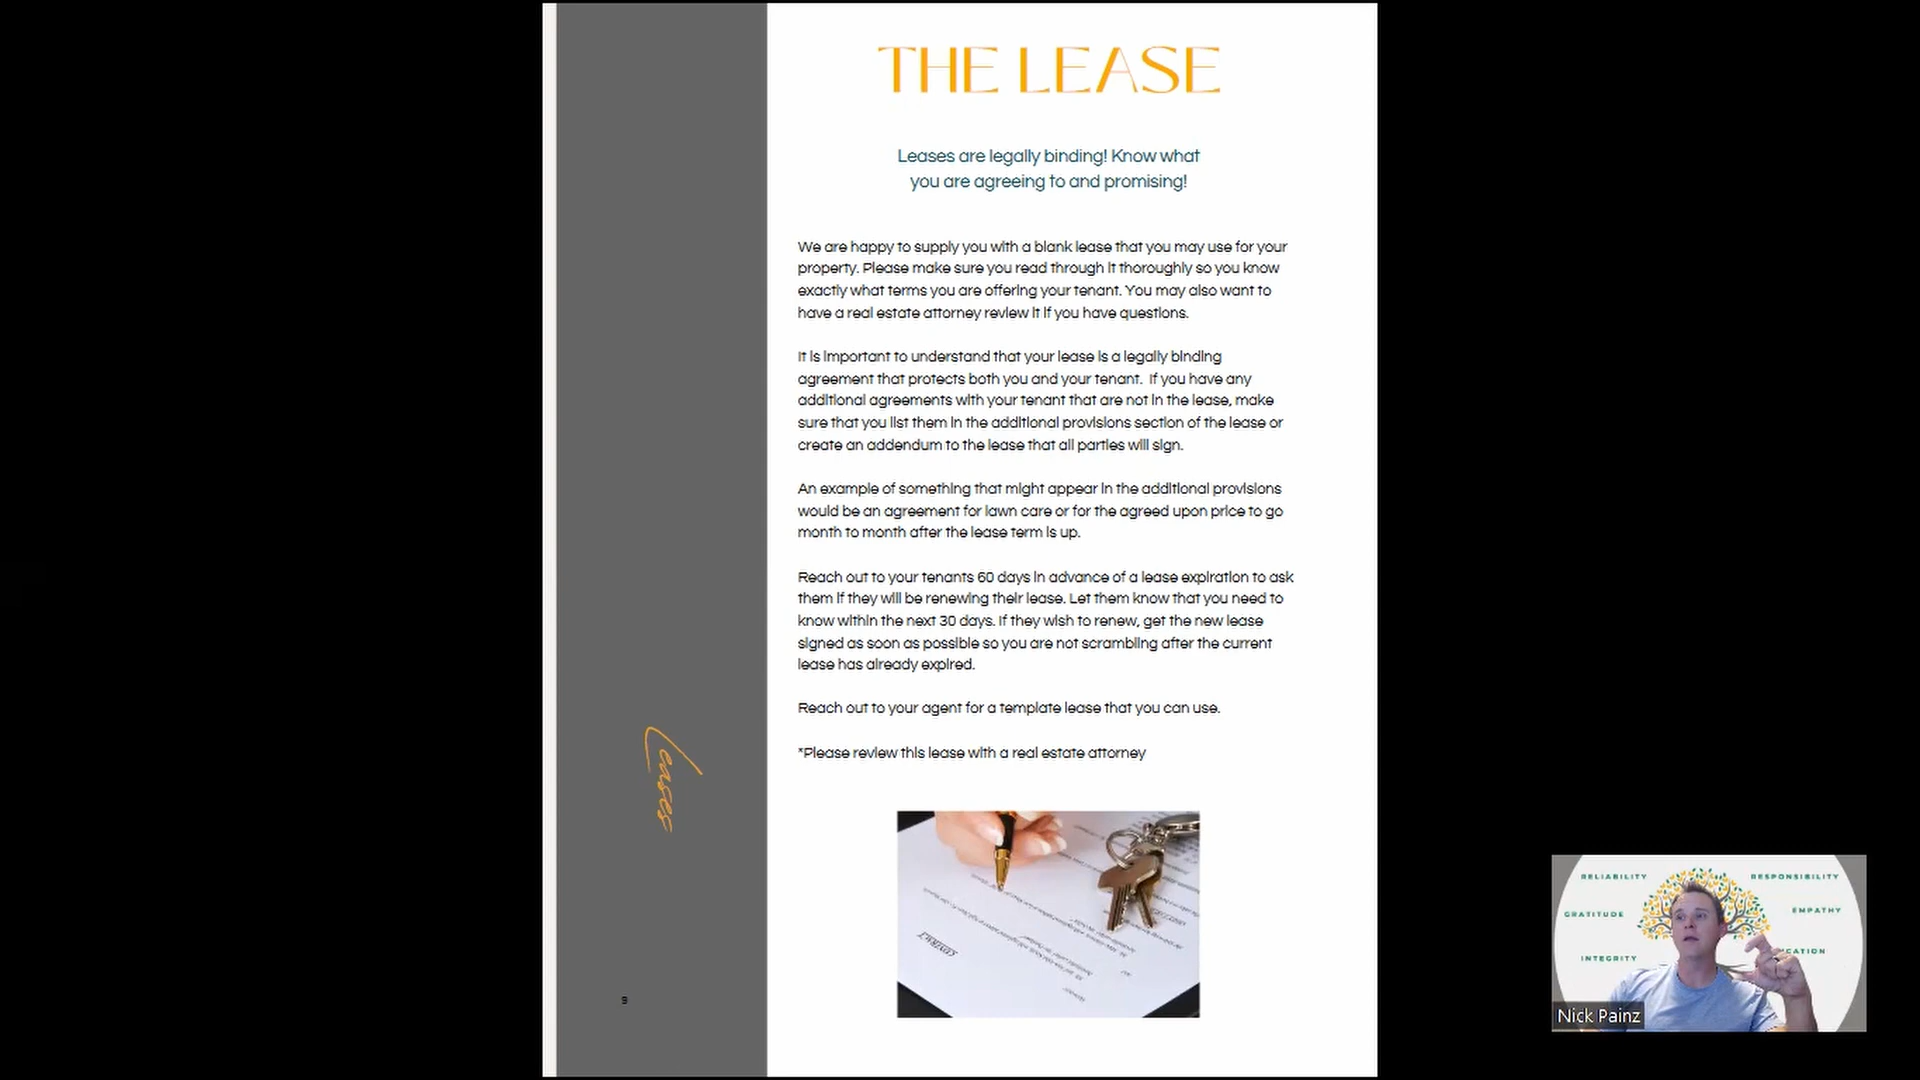 THE LEASE
Leases are legally binding! Know what
you are agreeing to and promising!
We are happy to supply you with a blank lease that you may use for your
property. Please make sure you read through it thoroughly so you know
exactly what terms you are offering your tenant. You may also want to
have a real estate attorney review it if you have questions.
It is important to understand that your lease is a legally binding
agreement that protects both you and your tenant.  If you have any
additional agreements with your tenant that are not in the lease, make
sure that you list them in the additional provisions section of the lease or
create an addendum to the lease that all parties will sign.
An example of something that might appear in the additional provisions
would be an agreement for lawn care or for the agreed upon price to go
month to month after the lease term is up.
Reach out to your tenants 60 days in advance of a lease expiration to ask
them if they will be renewing their lease. Let them know that you need to
know within the next 30 days. If they wish to renew, get the new lease
signed as soon as possible so you are not scrambling after the current
lease has already expired.
Reach out to your agent for a template lease that you can use.
*Please review this lease with a real estate attorney
Leases
CONTRACT
9
RELIABILITY
RESPONSIBILITY
GRATITUDE
EMPATHY
INTEGRITY
Nick Painz